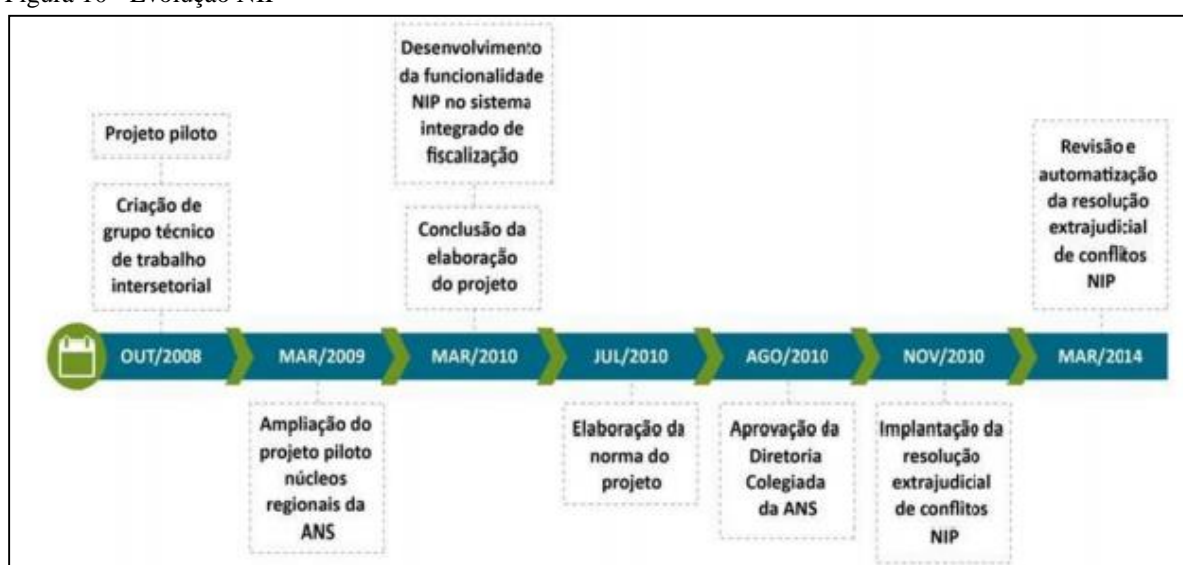 Figura 10 - Evolução NIP
Projeto piloto
Criação de
grupo técnico
de trabalho
intersetorial
Desenvolvimento
da funcionalidade
NIP no sistema
integrado de
fiscalização
Conclusão da
elaboração
do projeto
Revisão e
automatização
da resolução
extrajudicial
de conflitos
NIP
OUT/2008
MAR/2009
MAR/2010
JUL/2010
AGO/2010
NOV/2010
MAR/2014
Ampliação do
projeto piloto
núcleos
regionais da
ANS
Elaboração da
norma do
projeto
Aprovação da
Diretoria
Colegiada
da ANS
Implantação da
resolução
extrajudicial
de conflitos
NIP